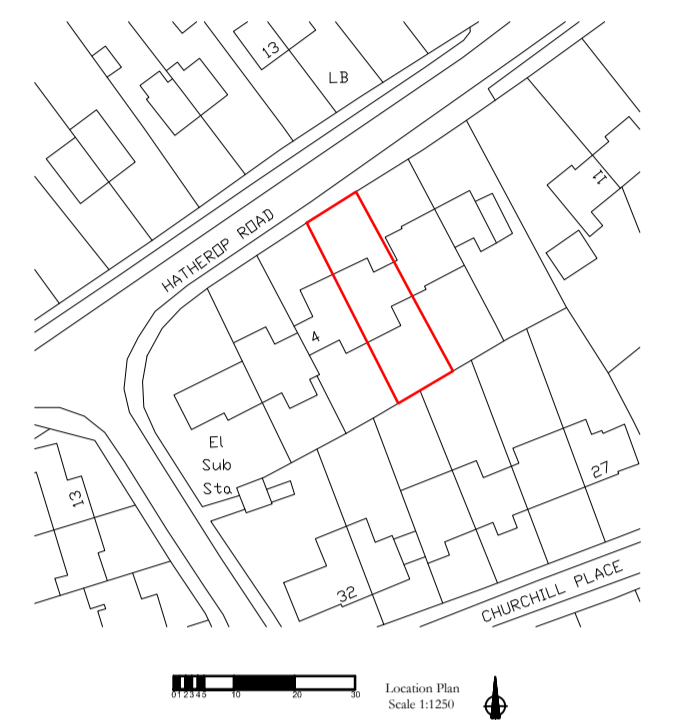 13
LB
11
HATHEROP ROAD
4
El
Sub
Sta
13
27
32
CHURCHILL PLACE
0 1 2 3 4 5 10 20 30
Location Plan
Scale 1:1250